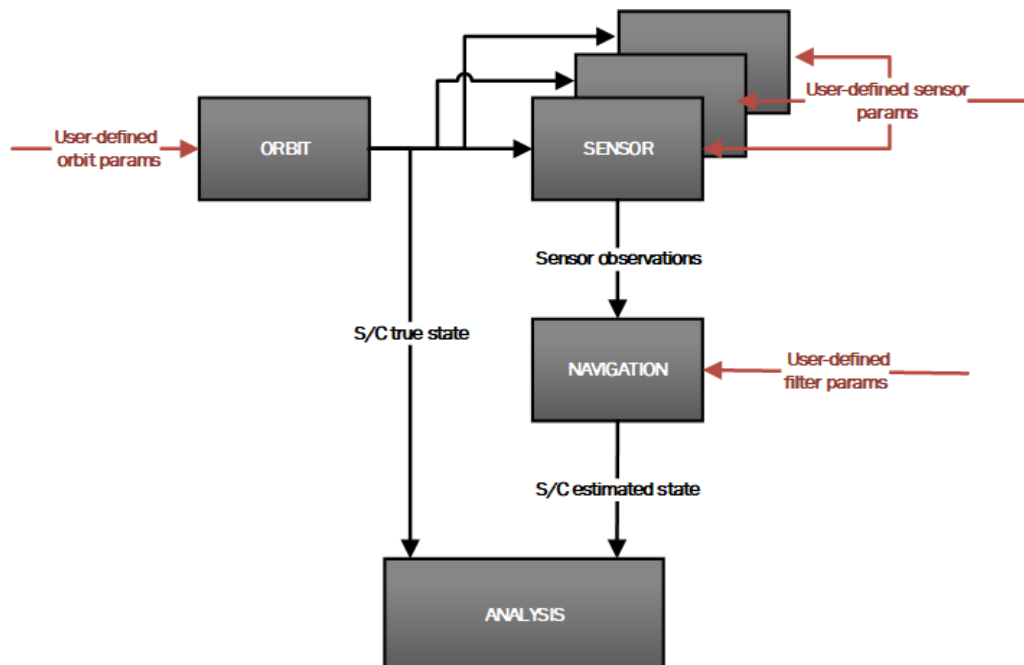 User-defined sensor
params
User-defined
orbit params
ORBIT
SENSOR
Sensor observations
S/C true state
NAVIGATION
User-defined
filter params
S/C estimated state
ANALYSIS